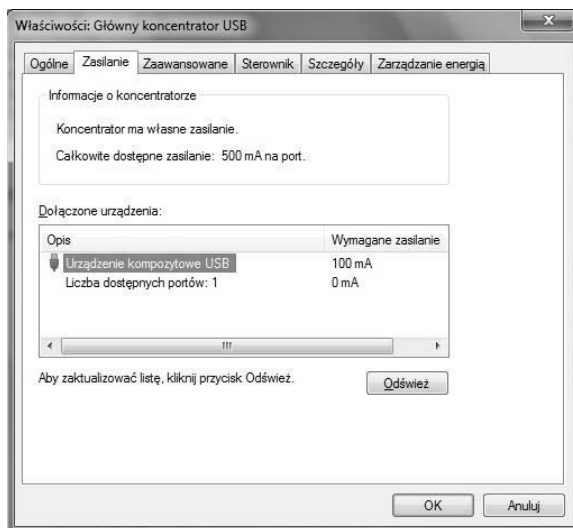 Właściwości: Główny koncentrator USB
Ogólne Zasilanie Zaawansowane Sterownik Szczegóły Zarządzanie energią
Informacje o koncentratorze
Koncentrator ma własne zasilanie.
Całkowite dostępne zasilanie: 500 mA na port.
Dołączone urządzenia:
Opis Wymagane zasilanie
Urządzenie kompozytowe USB 100 mA
Liczba dostępnych portów: 1 0 mA
Aby zaktualizować listę, kliknij przycisk Odśwież. Odśwież
OK Anuluj